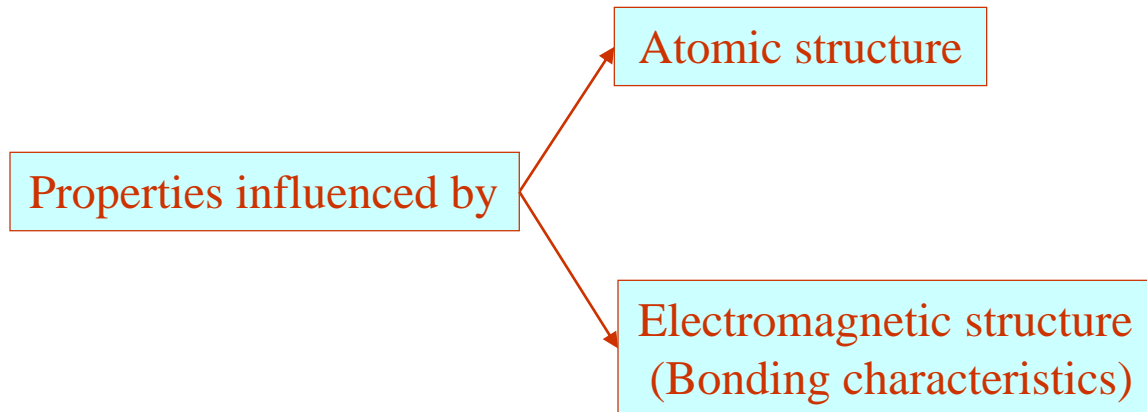 Atomic structure
Properties influenced by
Electromagnetic structure
(Bonding characteristics)